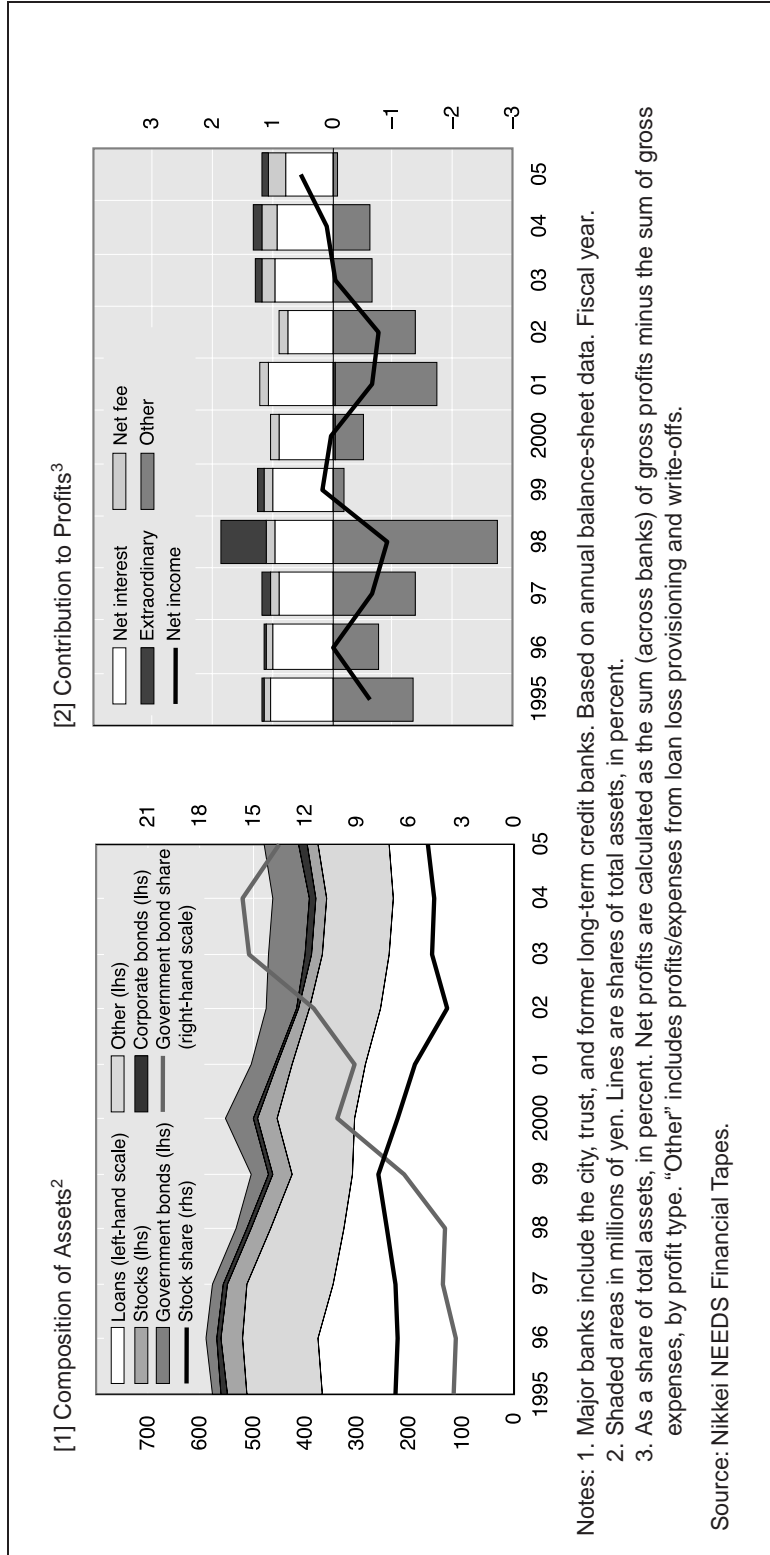 [1] Composition of Assets2
Loans (left-hand scale)
Stocks (lhs)
Government bonds (lhs)
Stock share (rhs)
Other (lhs)
Corporate bonds (lhs)
Government bond share
(right-hand scale)
700
600
500
400
300
200
100
0
21
18
15
12
9
6
3
0
1995 96 97 98 99 2000 01 02 03 04 05
[2] Contribution to Profits3
Net interest
Extraordinary
Net income
Net fee
Other
3
2
1
0
−1
−2
−3
1995 96 97 98 99 2000 01 02 03 04 05
Notes: 1. Major banks include the city, trust, and former long-term credit banks. Based on annual balance-sheet data. Fiscal year.
2. Shaded areas in millions of yen. Lines are shares of total assets, in percent.
3. As a share of total assets, in percent. Net profits are calculated as the sum (across banks) of gross profits minus the sum of gross
expenses, by profit type. “Other” includes profits/expenses from loan loss provisioning and write-offs.
Source: Nikkei NEEDS Financial Tapes.